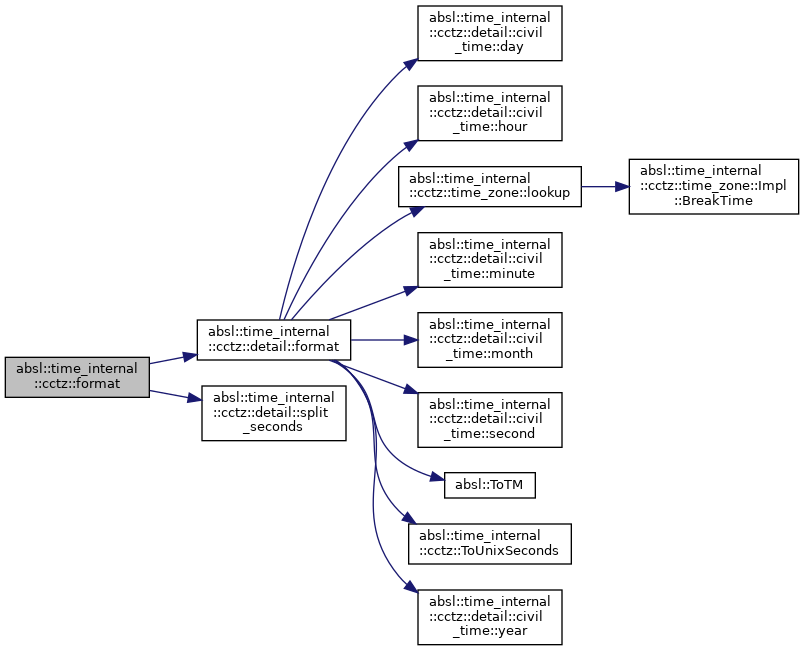 absl::time_internal
::cctz::format
absl::time_internal
::cctz::detail::format
absl::time_internal
::cctz::detail::split
_seconds
absl::time_internal
::cctz::detail::civil
_time::day
absl::time_internal
::cctz::detail::civil
_time::hour
absl::time_internal
::cctz::time_zone::lookup
absl::time_internal
::cctz::time_zone::Impl
::BreakTime
absl::time_internal
::cctz::detail::civil
_time::minute
absl::time_internal
::cctz::detail::civil
_time::month
absl::time_internal
::cctz::detail::civil
_time::second
absl::ToTM
absl::time_internal
::cctz::ToUnixSeconds
absl::time_internal
::cctz::detail::civil
_time::year